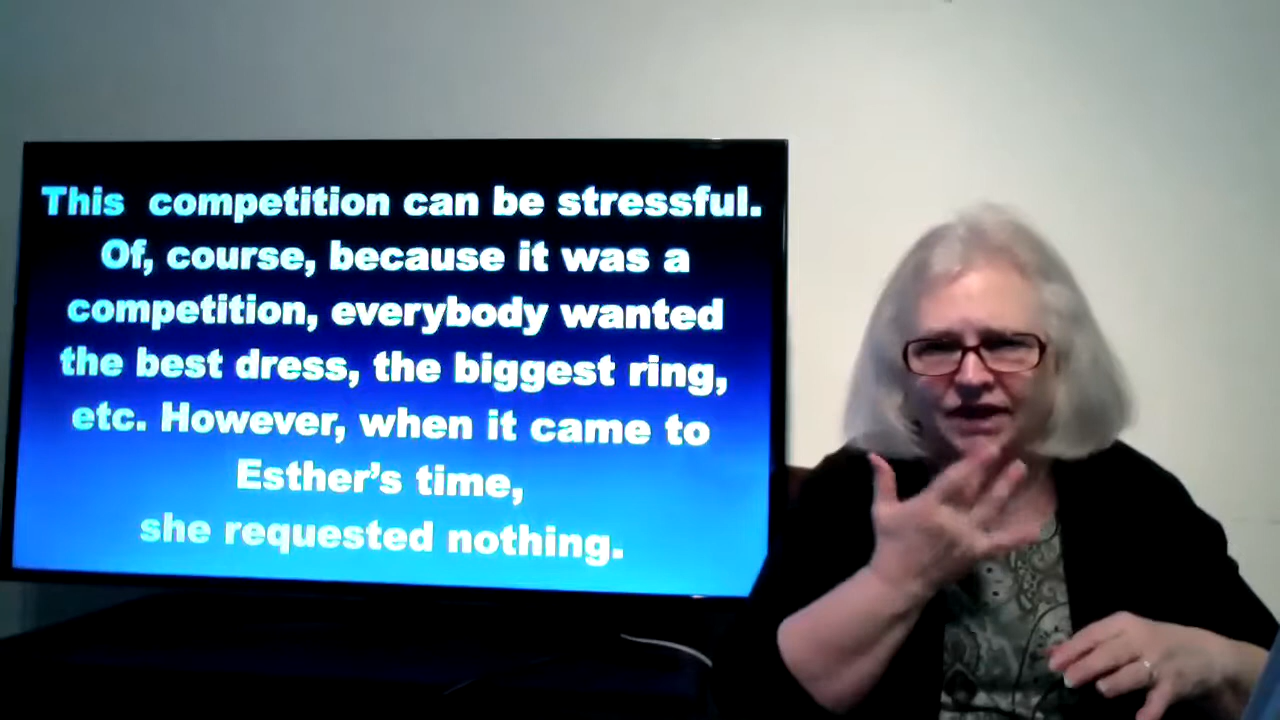 This  competition can be stressful.
Of, course, because it was a
competition, everybody wanted
the best dress, the biggest ring,
etc. However, when it came to
Esther’s time,
she requested nothing.